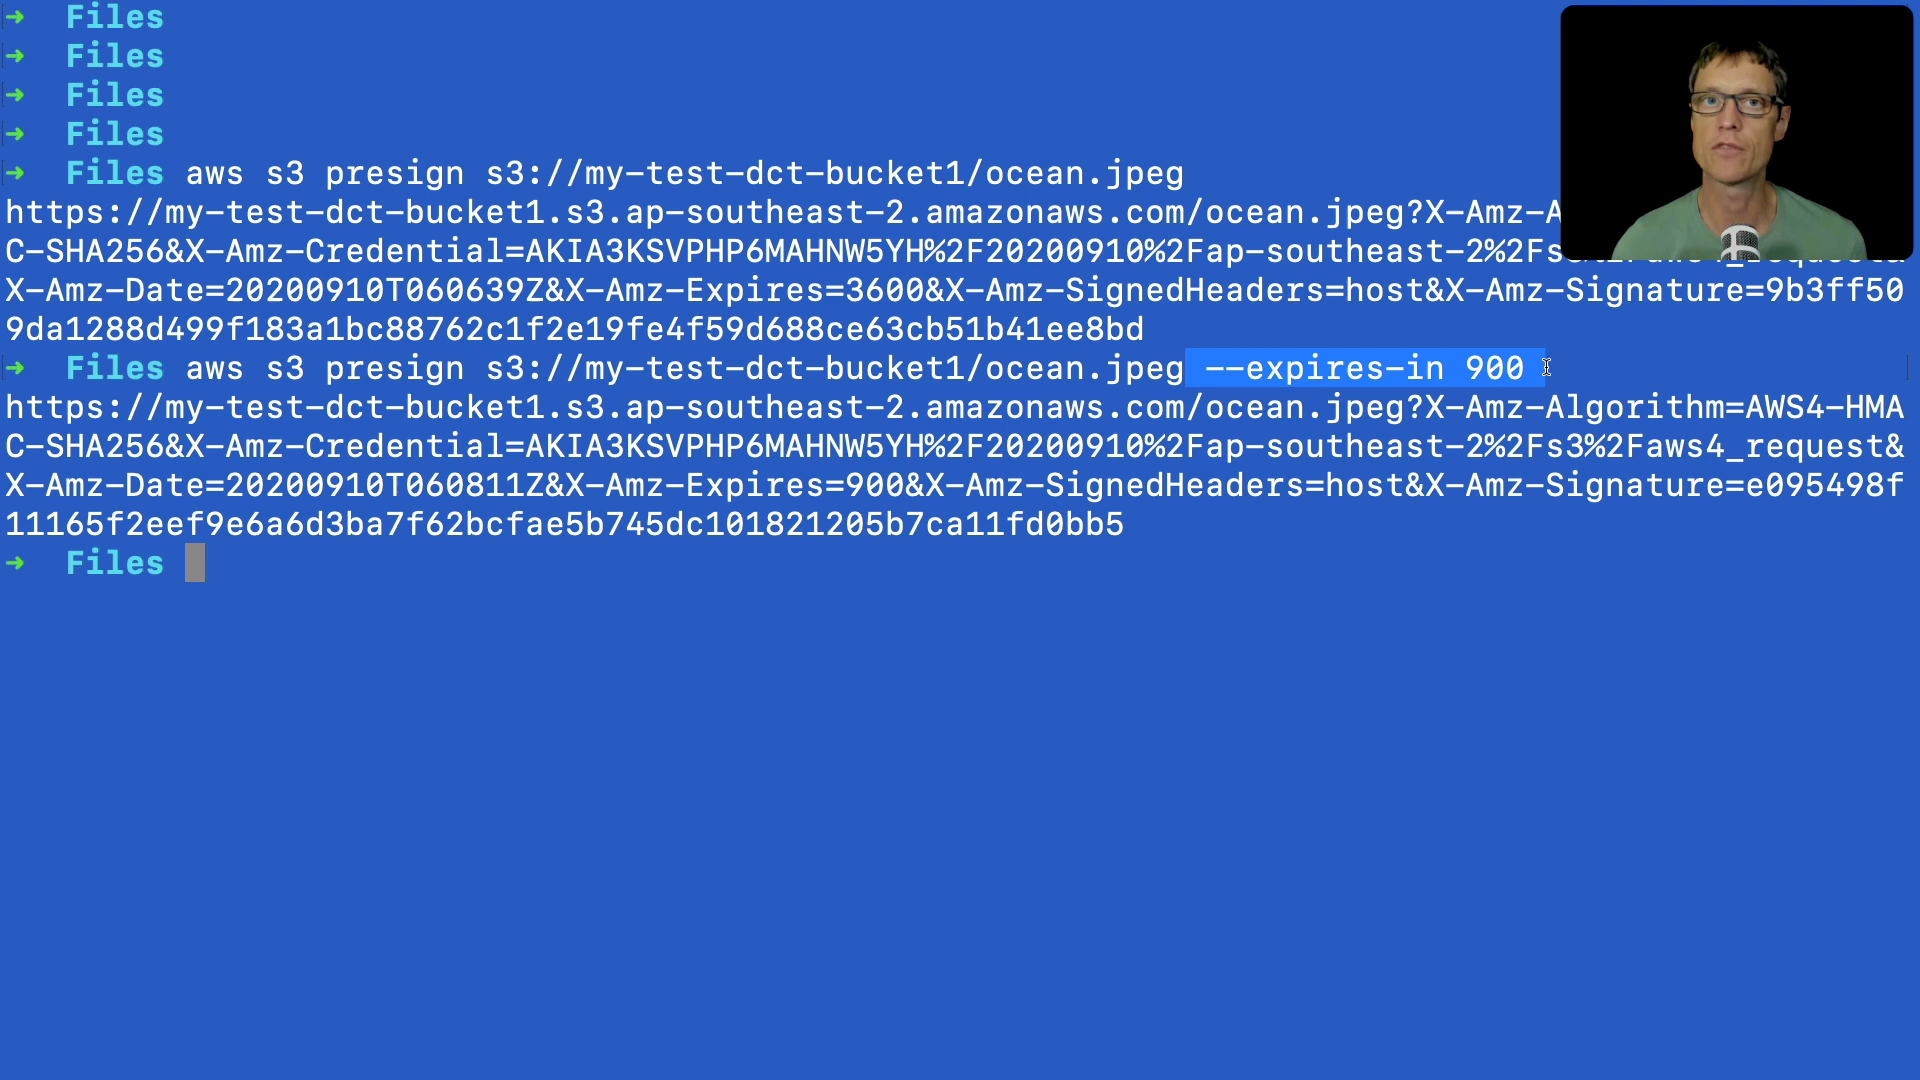 → Files
→ Files
→ Files
→ Files
→ Files aws s3 presign s3://my-test-dct-bucket1/ocean.jpeg
https://my-test-dct-bucket1.s3.ap-southeast-2.amazonaws.com/ocean.jpeg?X-Amz-A
C-SHA256&X-Amz-Credential=AKIA3KSVPHP6MAHNW5YH%2F20200910%2Fap-southeast-2%2Fs
X-Amz-Date=20200910T060639Z&X-Amz-Expires=3600&X-Amz-SignedHeaders=host&X-Amz-Signature=9b3ff50
9da1288d499f183a1bc88762c1f2e19fe4f59d688ce63cb51b41ee8bd
→ Files aws s3 presign s3://my-test-dct-bucket1/ocean.jpeg --expires-in 900
https://my-test-dct-bucket1.s3.ap-southeast-2.amazonaws.com/ocean.jpeg?X-Amz-Algorithm=AWS4-HMA
C-SHA256&X-Amz-Credential=AKIA3KSVPHP6MAHNW5YH%2F20200910%2Fap-southeast-2%2Fs3%2Faws4_request&
X-Amz-Date=20200910T060811Z&X-Amz-Expires=900&X-Amz-SignedHeaders=host&X-Amz-Signature=e095498f
11165f2eef9e6a6d3ba7f62bcfae5b745dc101821205b7ca11fd0bb5
→ Files